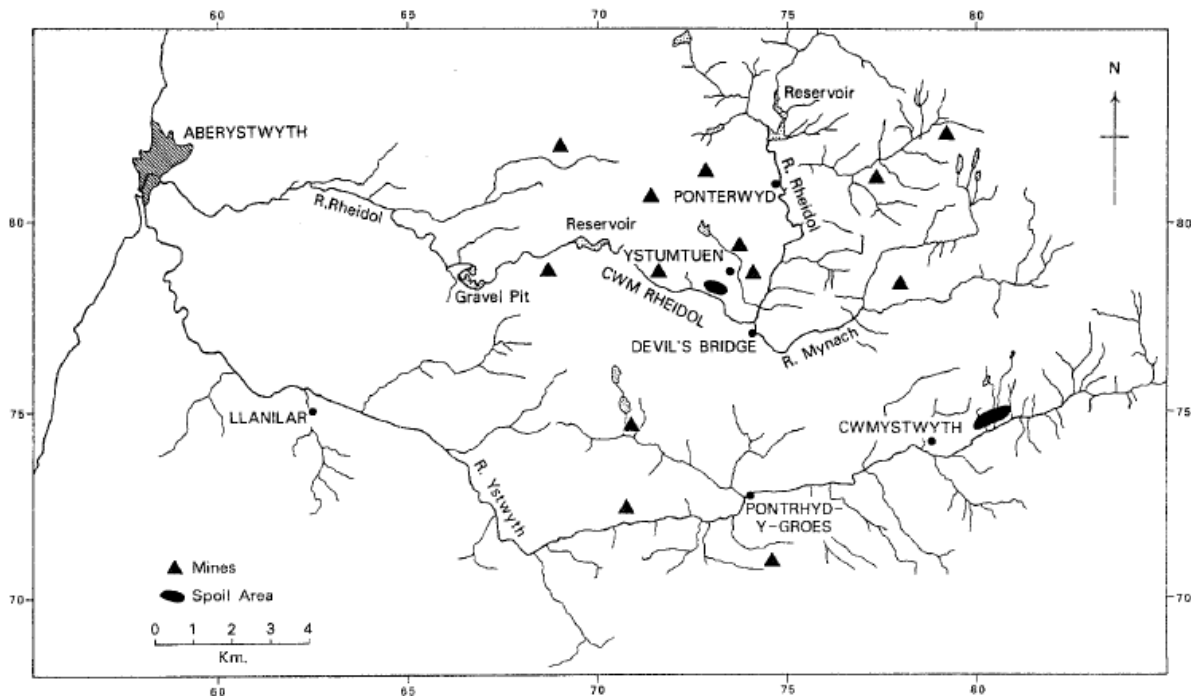 60 65 70 75 80
N
Reservoir
ABERYSTWYTH
R. Rheidol
PONTERWYD
80 80
R.Rheidol
Reservoir
YSTUMTUEN
Gravel Pit
CWM RHEIDOL
DEVIL'S BRIDGE
R. Mynach
75 75
LLANILAR
CWMYSTWYTH
R. Ystwyth
PONTRHYD-
Y-GROES
Mines
Spoil Area
70 70
0 1 2 3 4
Km.
60 65 70 75 80